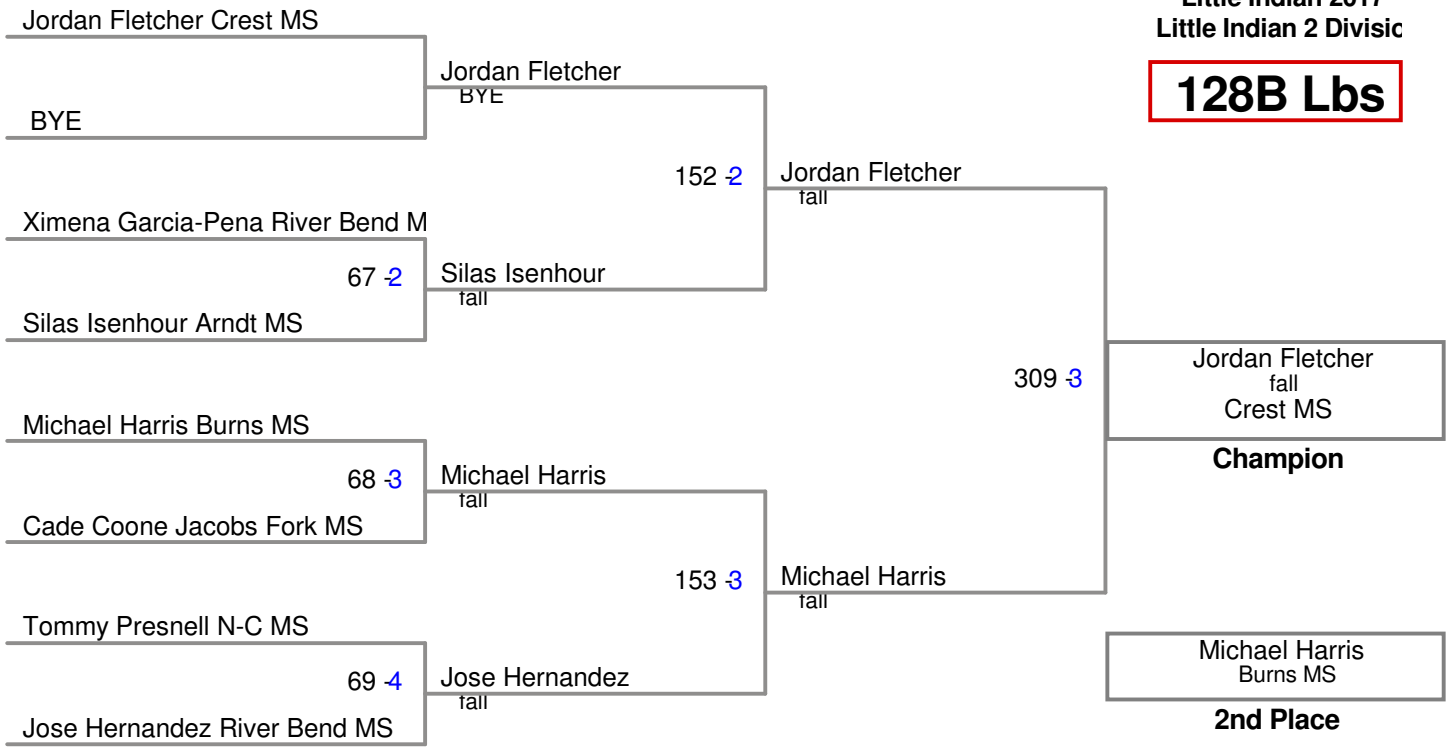 Little Indian 2017
Little Indian 2 Divisic
128B Lbs
Jordan Fletcher Crest MS
BYE
Jordan Fletcher
BYE
Ximena Garcia-Pena River Bend M
67 -2
Silas Isenhour Arndt MS
Silas Isenhour
fall
152 -2
Jordan Fletcher
fall
Michael Harris Burns MS
68 -3
Cade Coone Jacobs Fork MS
Michael Harris
fall
Tommy Presnell N-C MS
69 -4
Jose Hernandez River Bend MS
Jose Hernandez
fall
153 -3
Michael Harris
fall
309 -3
Jordan Fletcher
fall
Crest MS
Champion
Michael Harris
Burns MS
2nd Place